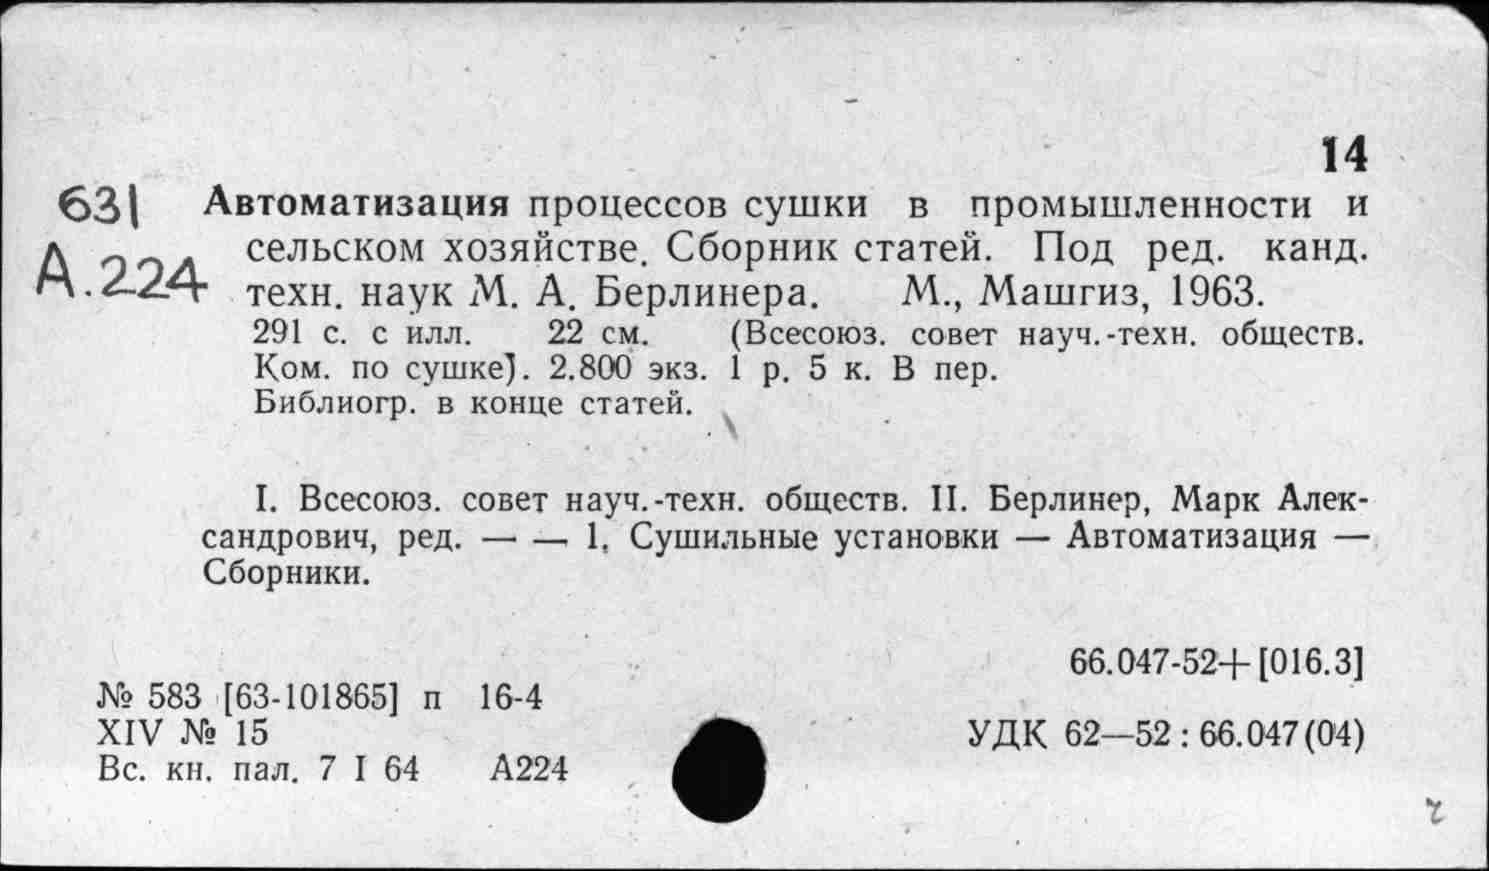 14
631 Автоматизация процессов сушки в промышленности и
А.224 сельском хозяйстве. Сборник статей. Под ред. канд.
техн. наук М. А. Берлинера. М., Машгиз, 1963.
291 с. с илл. 22 см. (Всесоюз. совет науч.-техн. обществ.
Ком. по сушке). 2.800 экз. 1 р. 5 к. В пер.
Библиогр. в конце статей.
I. Всесоюз. совет науч.-техн. обществ. II. Берлинер, Марк Алек-
сандрович, ред. — — 1. Сушильные установки — Автоматизация —
Сборники.
66.047-52+[016.3]
№ 583 [63-101865] п 16-4
XIV № 15
УДК 62—52 : 66.047(04)
Вс. кн. пал. 7 I 64 А224